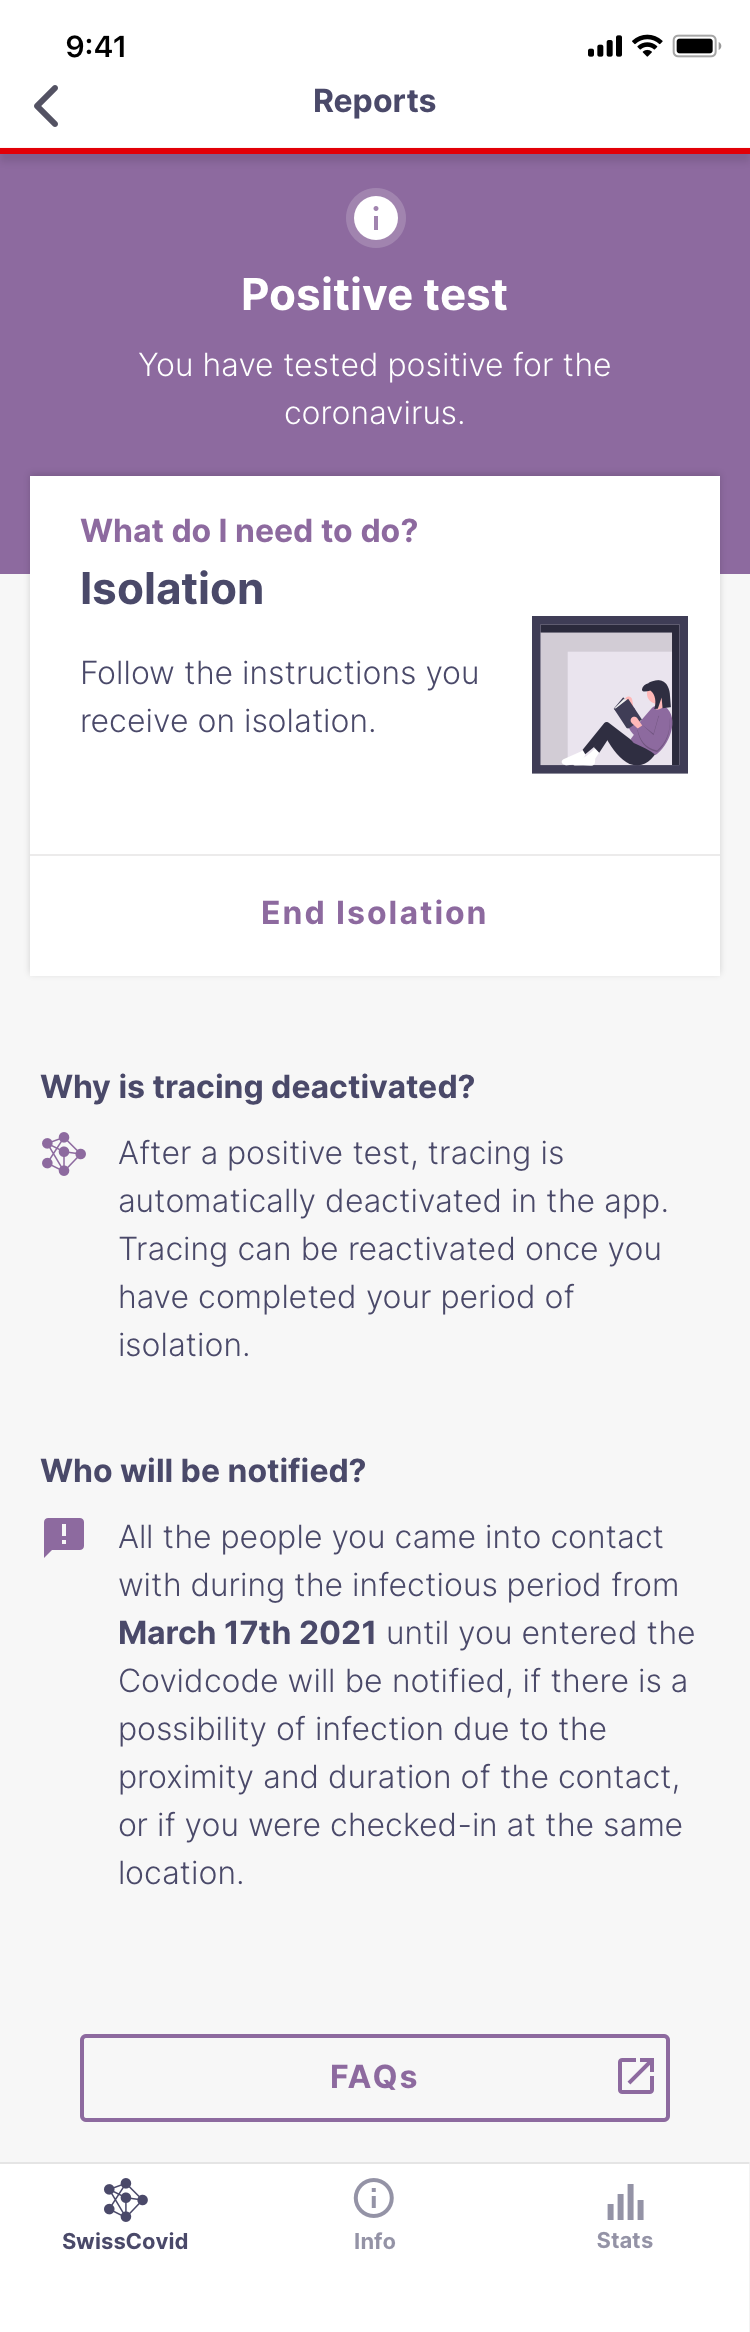 9:41
Reports
Positive test
You have tested positive for the
coronavirus.
What do I need to do?
Isolation
Follow the instructions you
receive on isolation.
End Isolation
Why is tracing deactivated?
After a positive test, tracing is
automatically deactivated in the app.
Tracing can be reactivated once you
have completed your period of
isolation.
Who will be notified?
All the people you came into contact
with during the infectious period from
March 17th 2021 until you entered the
Covidcode will be notified, if there is a
possibility of infection due to the
proximity and duration of the contact,
or if you were checked-in at the same
location.
FAQs
SwissCovid
Info
Stats